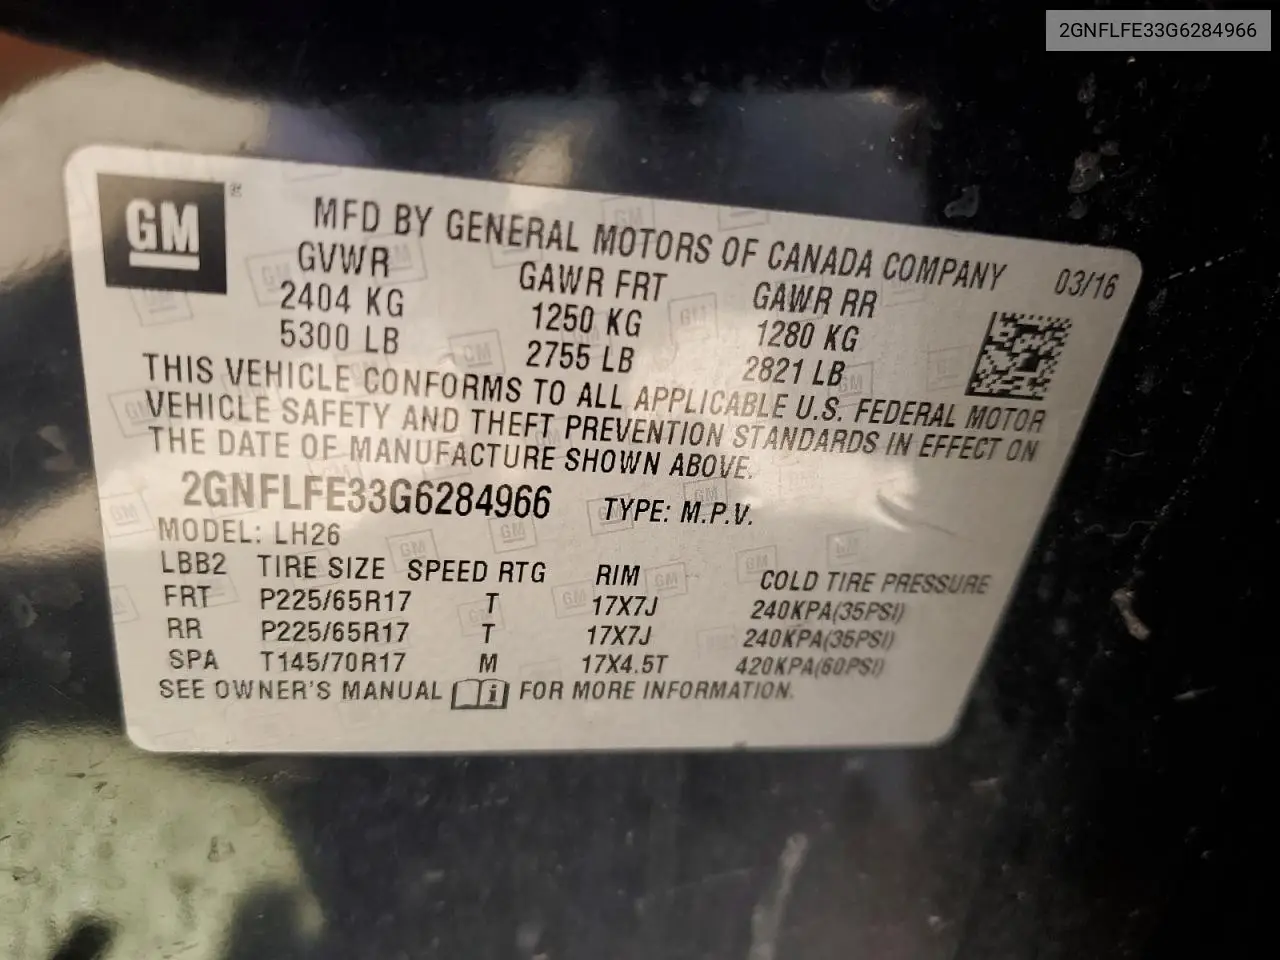 2GNFLFE33G6284966
GM ®
MFD BY GENERAL MOTORS OF CANADA COMPANY 03/16
GVWR GAWR FRT GAWR RR
2404 KG 1250 KG 1280 KG
5300 LB 2755 LB 2821 LB
THIS VEHICLE CONFORMS TO ALL APPLICABLE U.S. FEDERAL MOTOR
VEHICLE SAFETY AND THEFT PREVENTION STANDARDS IN EFFECT ON
THE DATE OF MANUFACTURE SHOWN ABOVE.
2GNFLFE33G6284966 TYPE: M.P.V.
MODEL: LH26
LBB2 TIRE SIZE SPEED RTG RIM COLD TIRE PRESSURE
FRT P225/65R17 T 17X7J 240KPA(35PSI)
RR P225/65R17 T 17X7J 240KPA(35PSI)
SPA T145/70R17 M 17X4.5T 420KPA(60PSI)
SEE OWNER'S MANUAL i FOR MORE INFORMATION.